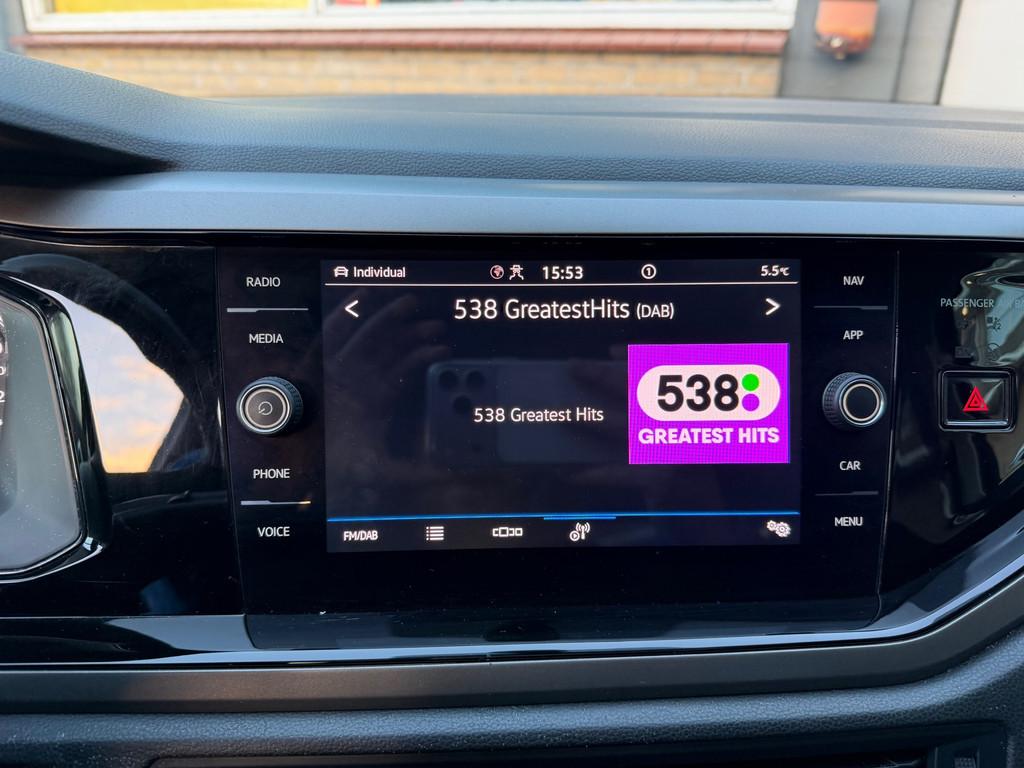 RADIO
MEDIA
PHONE
VOICE
Individual
15:53
1
5.5°C
538 GreatestHits (DAB)
538 Greatest Hits
538
GREATEST HITS
FM/DAB
NAV
APP
CAR
MENU
PASSENGER